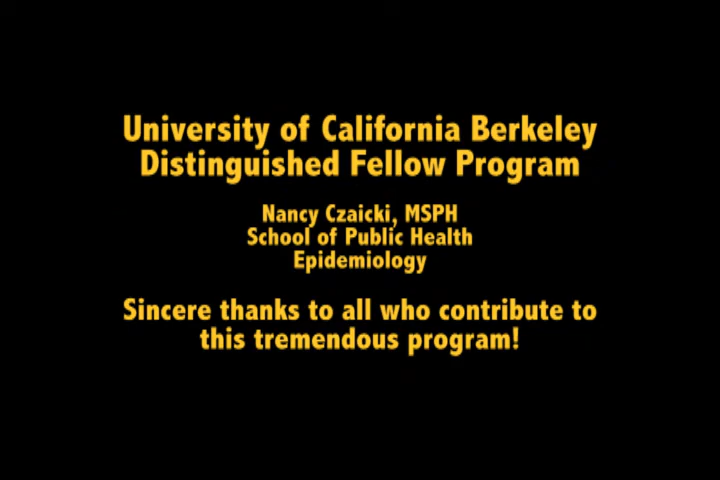 University of California Berkeley
Distinguished Fellow Program
Nancy Czaicki, MSPH
School of Public Health
Epidemiology
Sincere thanks to all who contribute to
this tremendous program!